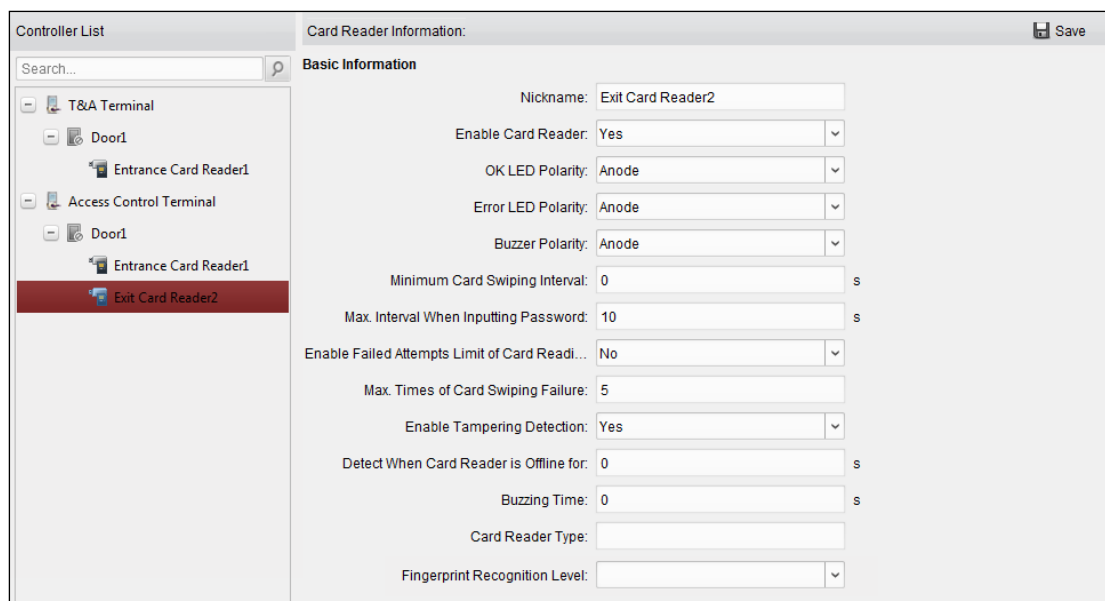 Controller List
Search...
T&A Terminal
Door1
Entrance Card Reader1
Access Control Terminal
Door1
Entrance Card Reader1
Exit Card Reader2
Card Reader Information:
Save
Basic Information
Nickname: Exit Card Reader2
Enable Card Reader: Yes
OK LED Polarity: Anode
Error LED Polarity: Anode
Buzzer Polarity: Anode
Minimum Card Swiping Interval: 0 s
Max. Interval When Inputting Password: 10 s
Enable Failed Attempts Limit of Card Readi... No
Max. Times of Card Swiping Failure: 5
Enable Tampering Detection: Yes
Detect When Card Reader is Offline for: 0 s
Buzzing Time: 0 s
Card Reader Type:
Fingerprint Recognition Level: